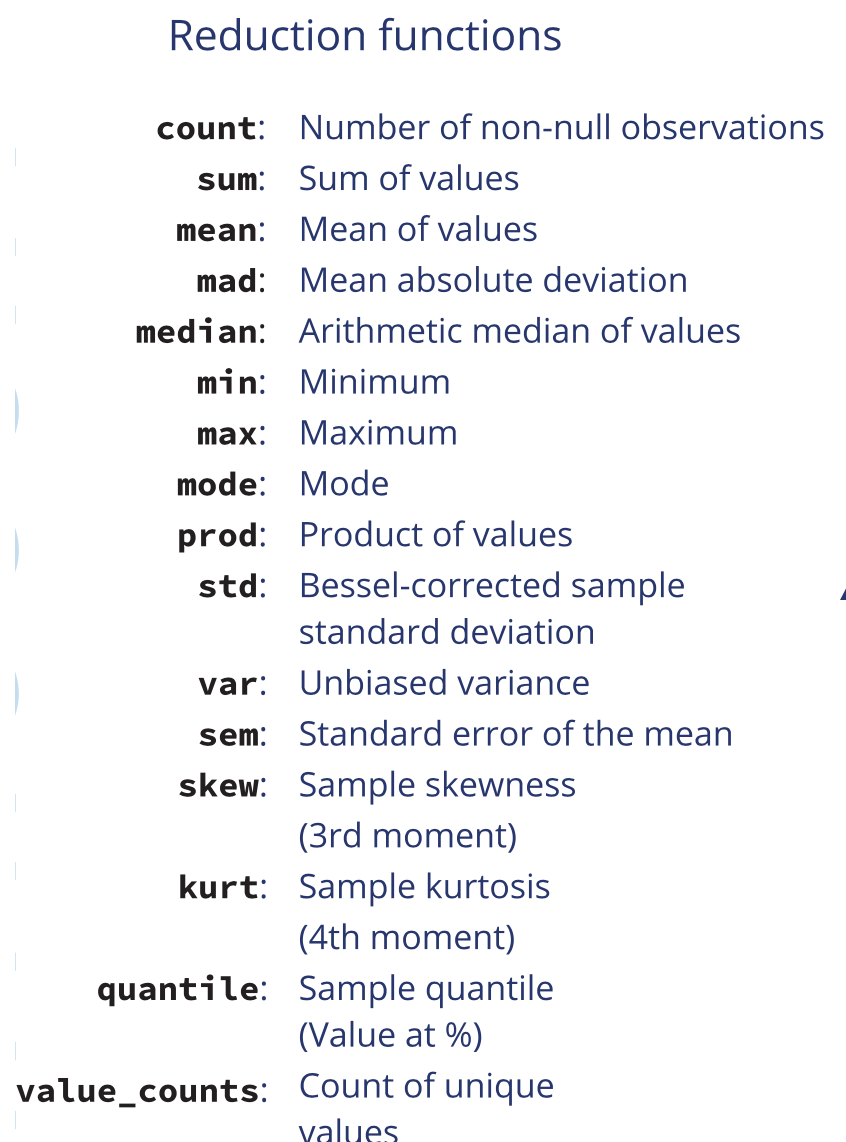 Reduction functions
count: Number of non-null observations
sum: Sum of values
mean: Mean of values
mad: Mean absolute deviation
median: Arithmetic median of values
min: Minimum
max: Maximum
mode: Mode
prod: Product of values
std: Bessel-corrected sample
standard deviation
var: Unbiased variance
sem: Standard error of the mean
skew: Sample skewness
(3rd moment)
kurt: Sample kurtosis
(4th moment)
quantile: Sample quantile
(Value at %)
value_counts: Count of unique
values